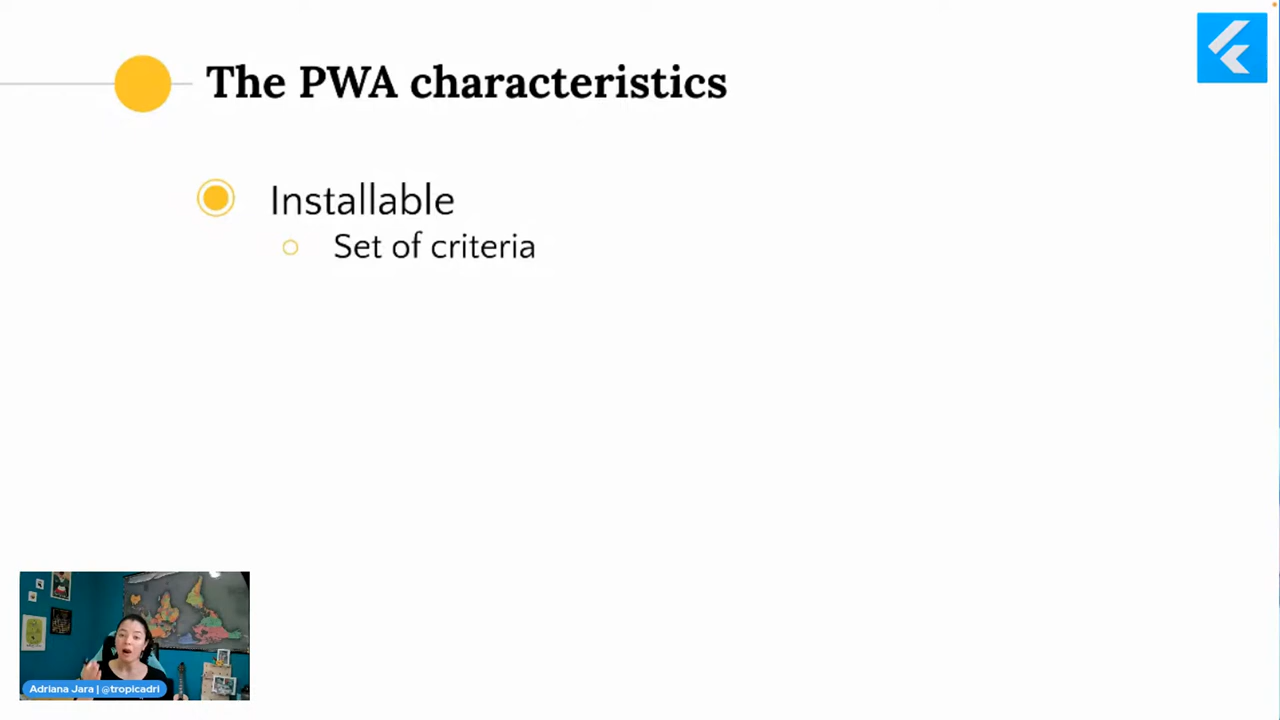 The PWA characteristics
Installable
Set of criteria
Adriana Jara | @tropicadri